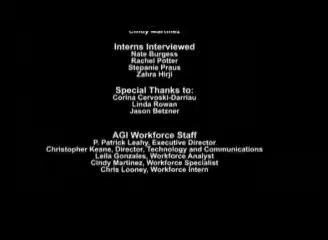 Cindy Martinez
Interns Interviewed
Nate Burgess
Rachel Potter
Stepanie Praus
Zahra Hirji
Special Thanks to:
Corina Cervoski-Darriau
Linda Rowan
Jason Betzner
AGI Workforce Staff
P. Patrick Leahy, Executive Director
Christopher Keane, Director, Technology and Communications
Leila Gonzales, Workforce Analyst
Cindy Martinez, Workforce Specialist
Chris Looney, Workforce Intern